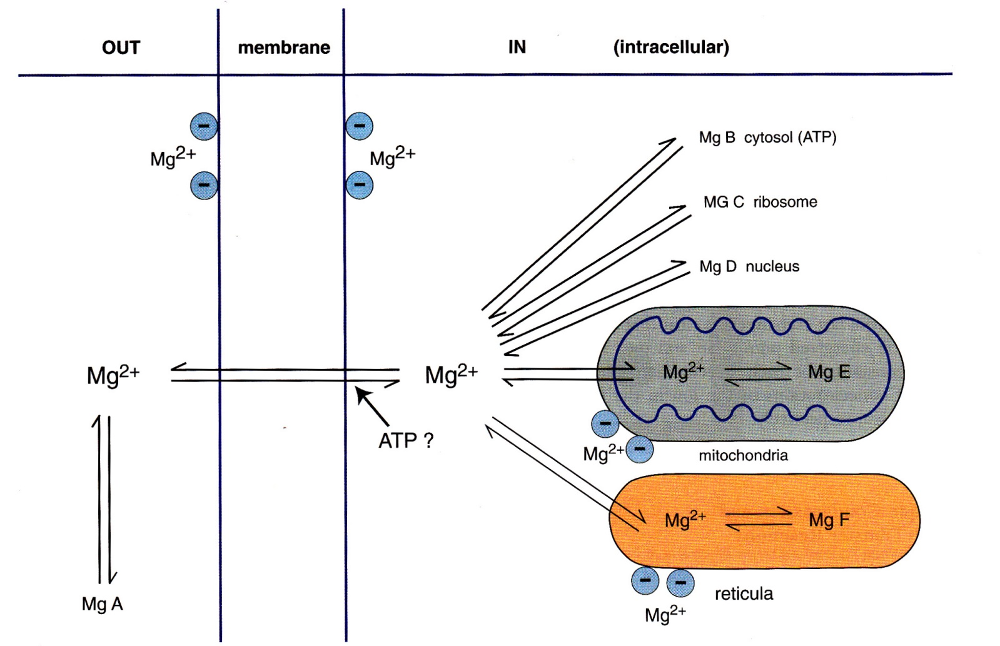 OUT membrane IN (intracellular)
− −
Mg2+ Mg2+
− −
Mg B cytosol (ATP)
MG C ribosome
Mg D nucleus
Mg2+ Mg2+ Mg2+ Mg E
−
ATP ?
Mg2+ −
mitochondria
Mg2+ Mg F
− −
reticula
Mg A
Mg2+